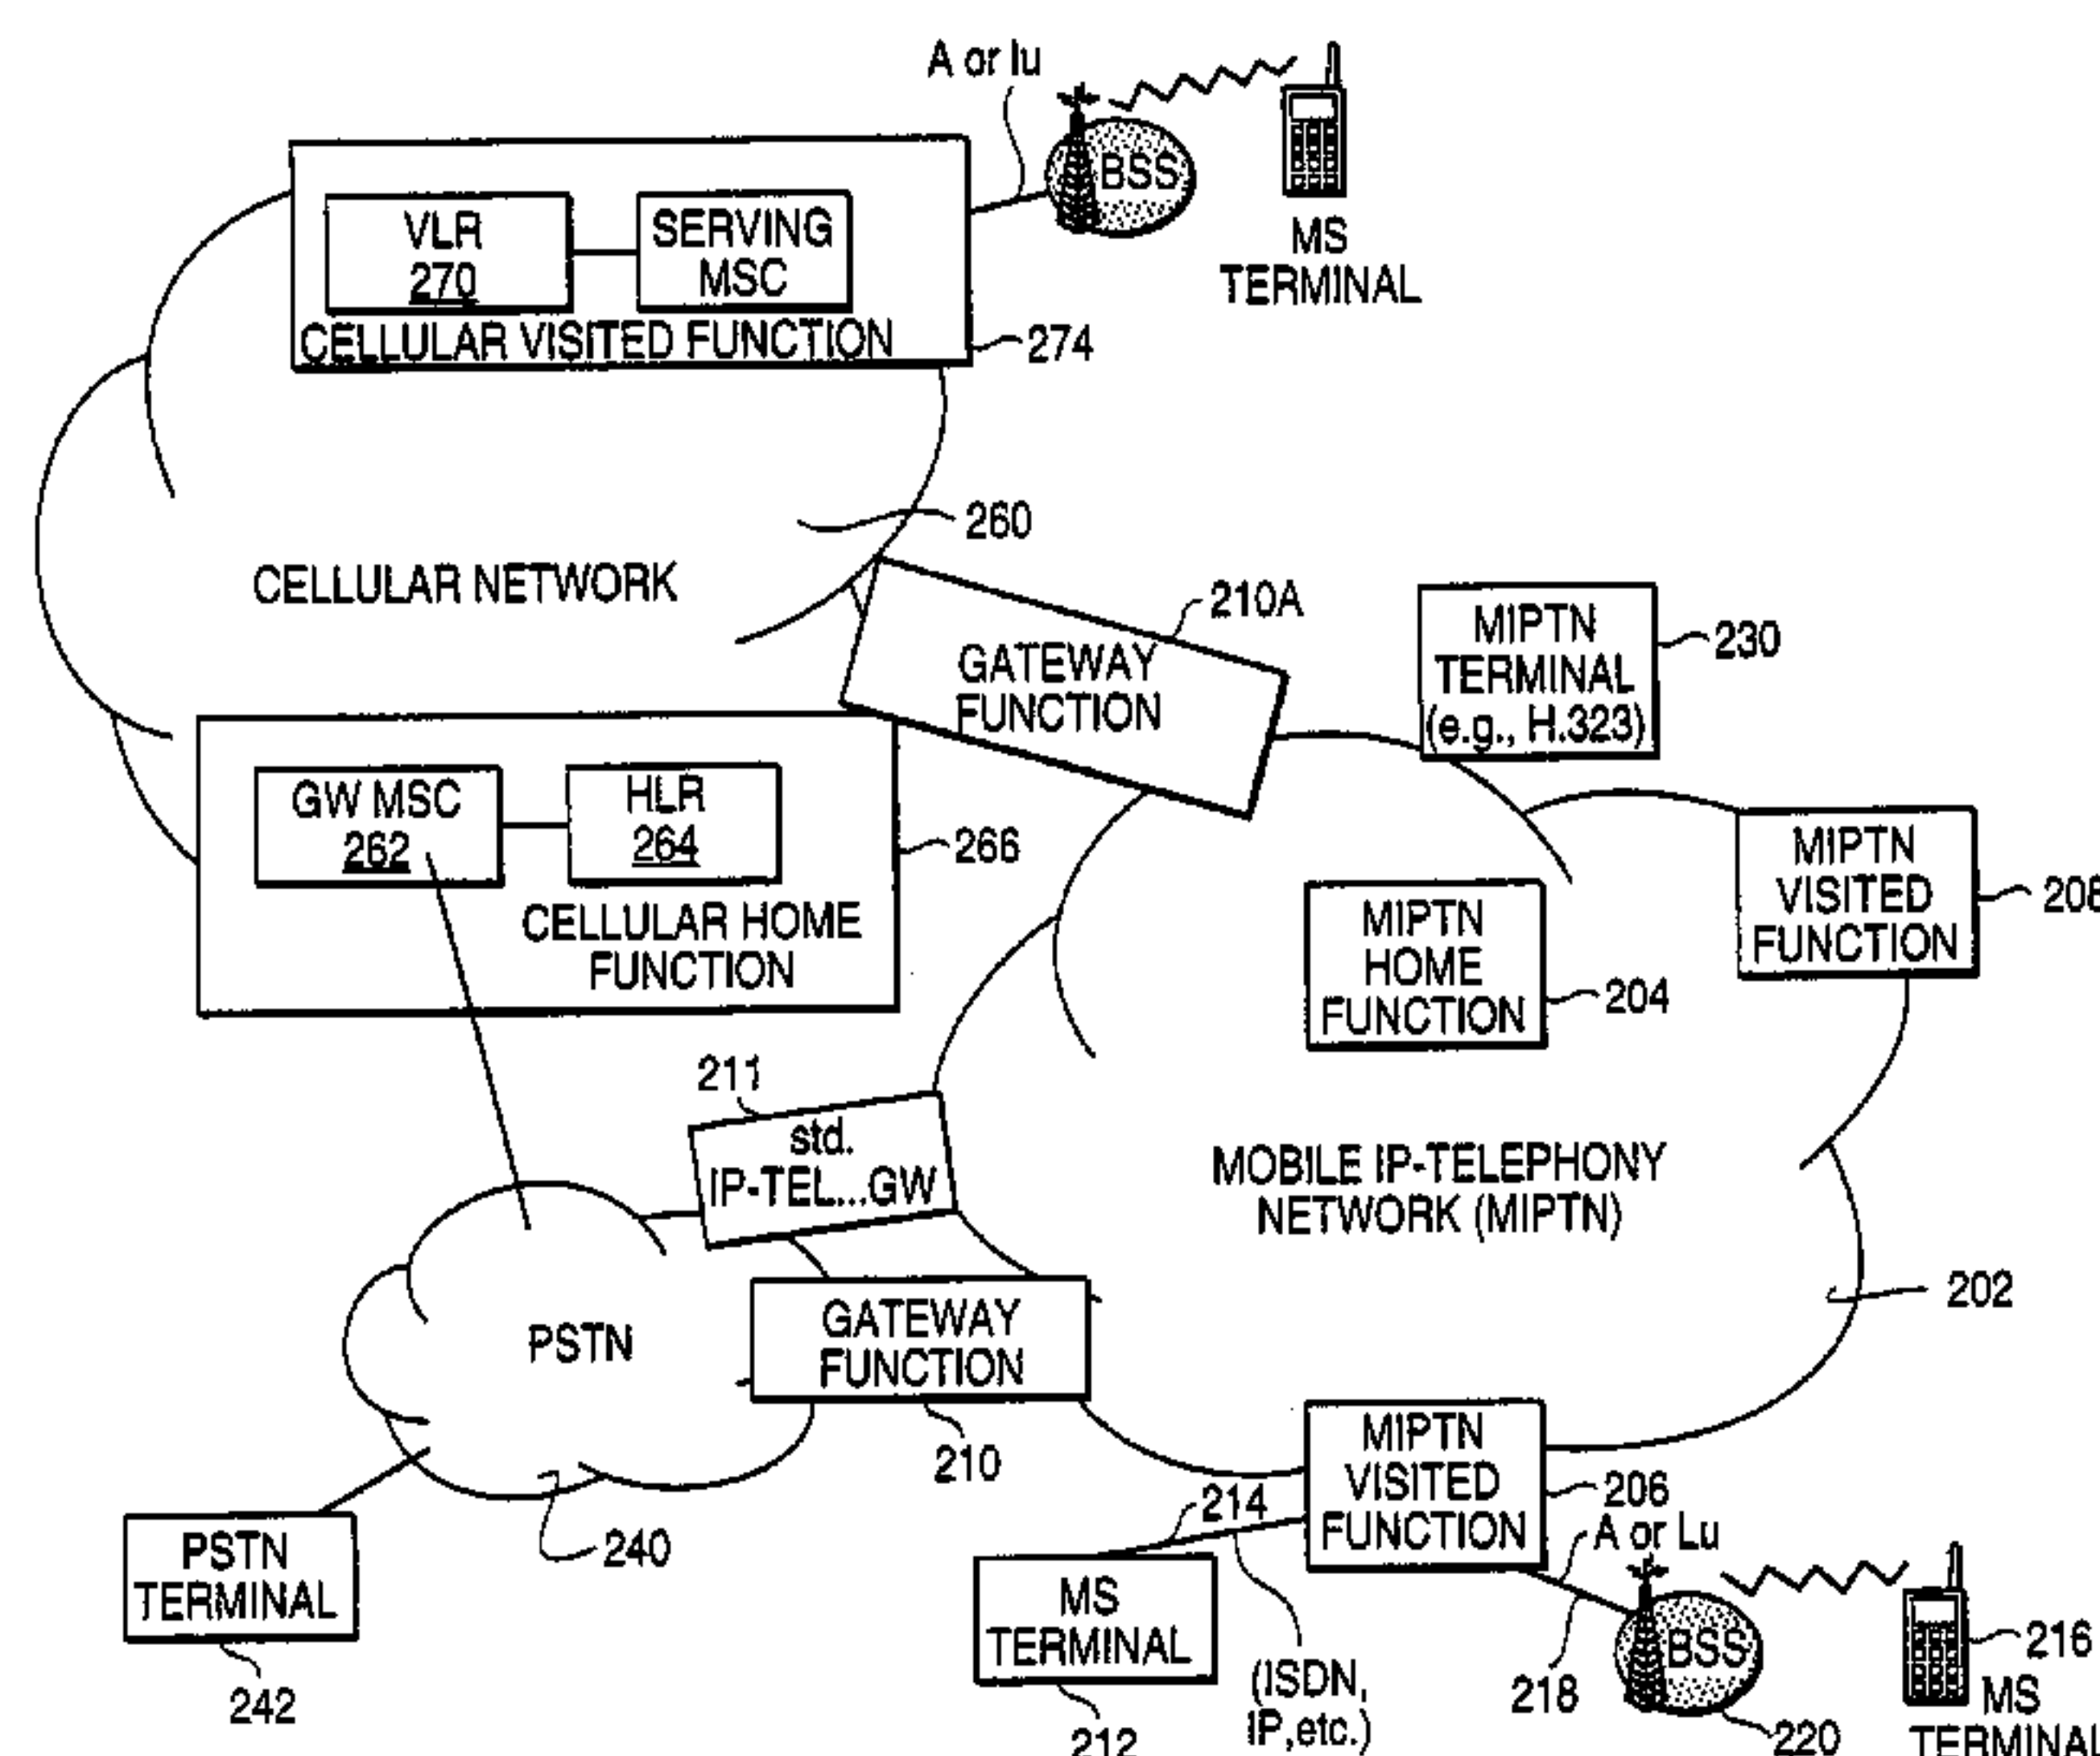 A or Iu
BSS
MS
TERMINAL
VLR
270
SERVING
MSC
CELLULAR VISITED FUNCTION
274
260
CELLULAR NETWORK
210A
GATEWAY
FUNCTION
MIPTN
TERMINAL
(e.g., H.323)
230
GW MSC
262
HLR
264
266
CELLULAR HOME
FUNCTION
MIPTN
VISITED
FUNCTION
208
MIPTN
HOME
FUNCTION
204
211
std.
IP-TEL...GW
MOBILE IP-TELEPHONY
NETWORK (MIPTN)
202
PSTN
GATEWAY
FUNCTION
210
MIPTN
VISITED
FUNCTION
206
214
A or Lu
240
PSTN
TERMINAL
242
MS
TERMINAL
212
(ISDN,
IP,etc.)
218
BSS
220
216
MS
TERMINAL